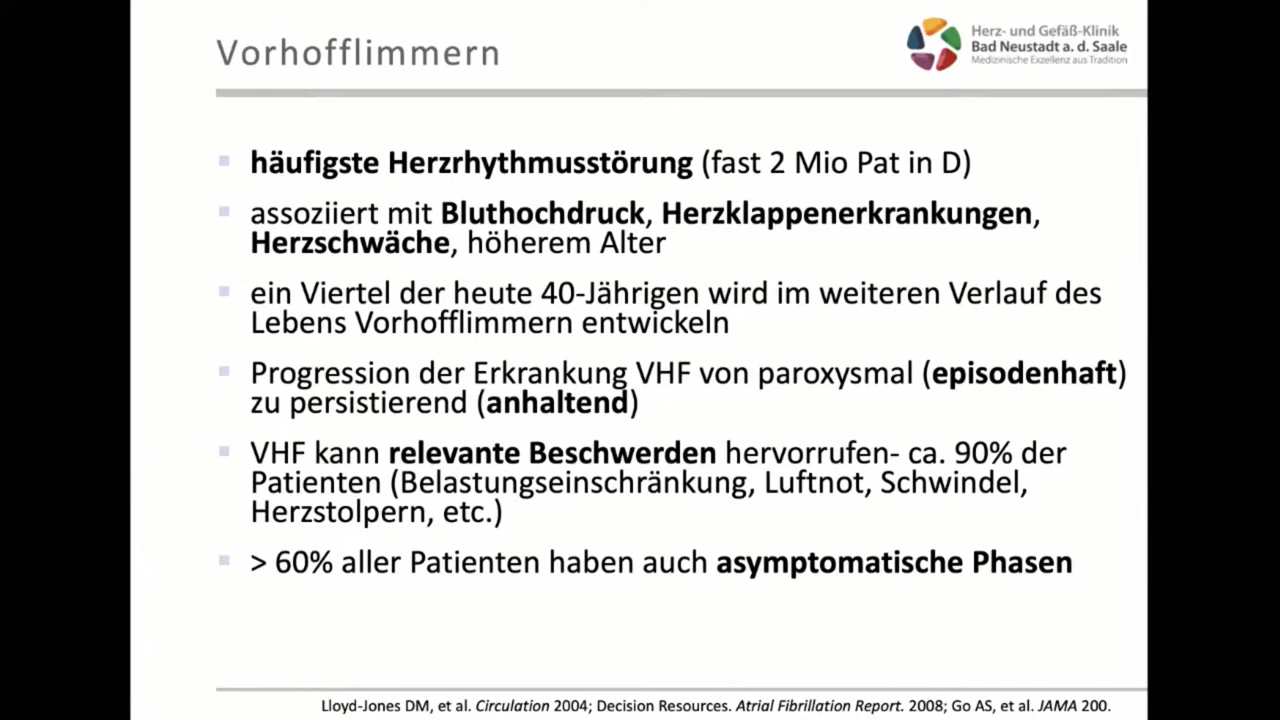 Vorhofflimmern
Herz- und Gefäß-Klinik
Bad Neustadt a. d. Saale
Medizinische Exzellenz aus Tradition
häufigste Herzrhythmusstörung (fast 2 Mio Pat in D)
assoziiert mit Bluthochdruck, Herzklappenerkrankungen,
Herzschwäche, höherem Alter
ein Viertel der heute 40-Jährigen wird im weiteren Verlauf des
Lebens Vorhofflimmern entwickeln
Progression der Erkrankung VHF von paroxysmal (episodenhaft)
zu persistierend (anhaltend)
VHF kann relevante Beschwerden hervorrufen- ca. 90% der
Patienten (Belastungseinschränkung, Luftnot, Schwindel,
Herzstolpern, etc.)
> 60% aller Patienten haben auch asymptomatische Phasen
Lloyd-Jones DM, et al. Circulation 2004; Decision Resources. Atrial Fibrillation Report. 2008; Go AS, et al. JAMA 200.